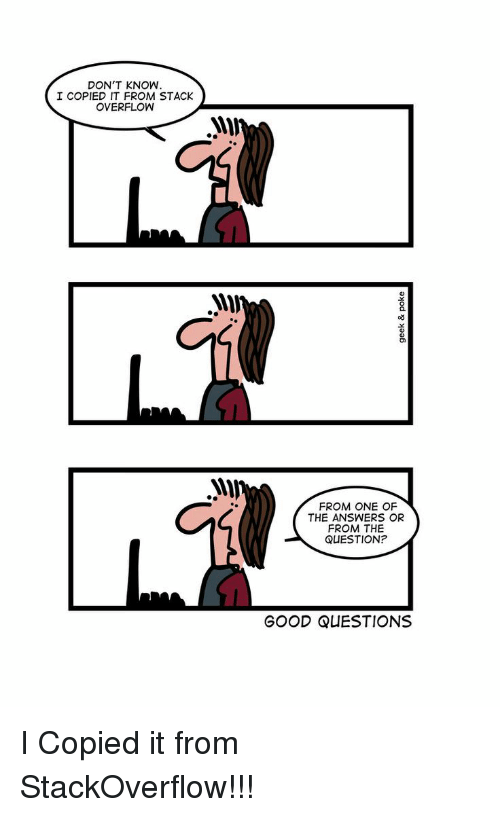 DON'T KNOW.
I COPIED IT FROM STACK
OVERFLOW
geek & poke
FROM ONE OF
THE ANSWERS OR
FROM THE
QUESTION?
GOOD QUESTIONS
I Copied it from
StackOverflow!!!